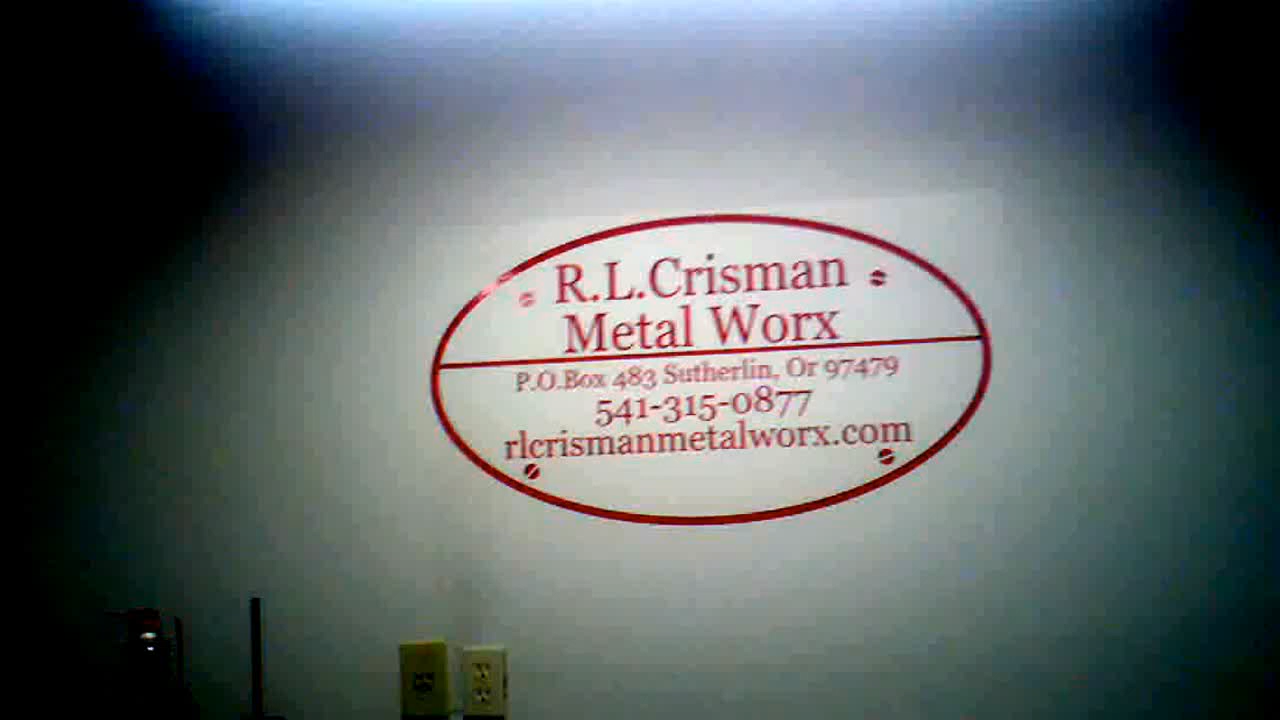 R.L.Crisman
Metal Worx
P.O.Box 483 Sutherlin, Or 97479
541-315-0877
rlcrismanmetalworx.com